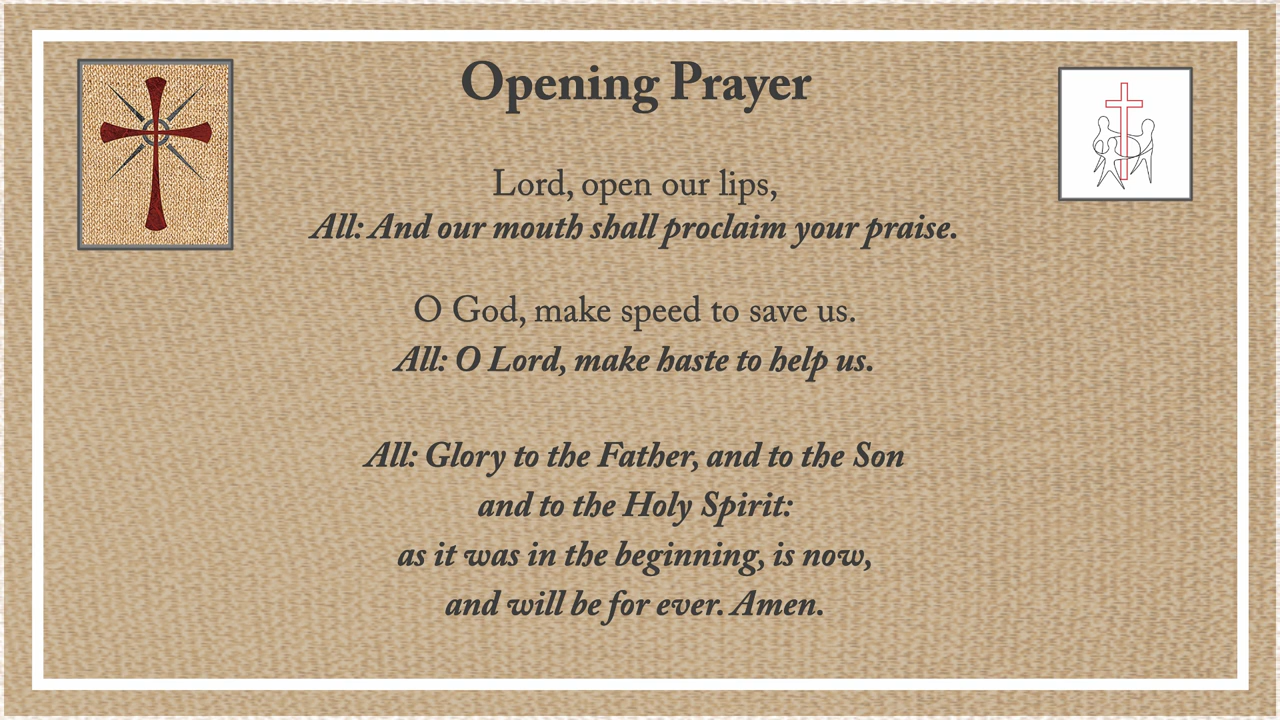 Opening Prayer
Lord, open our lips,
All: And our mouth shall proclaim your praise.
O God, make speed to save us.
All: O Lord, make haste to help us.
All: Glory to the Father, and to the Son
and to the Holy Spirit:
as it was in the beginning, is now,
and will be for ever. Amen.